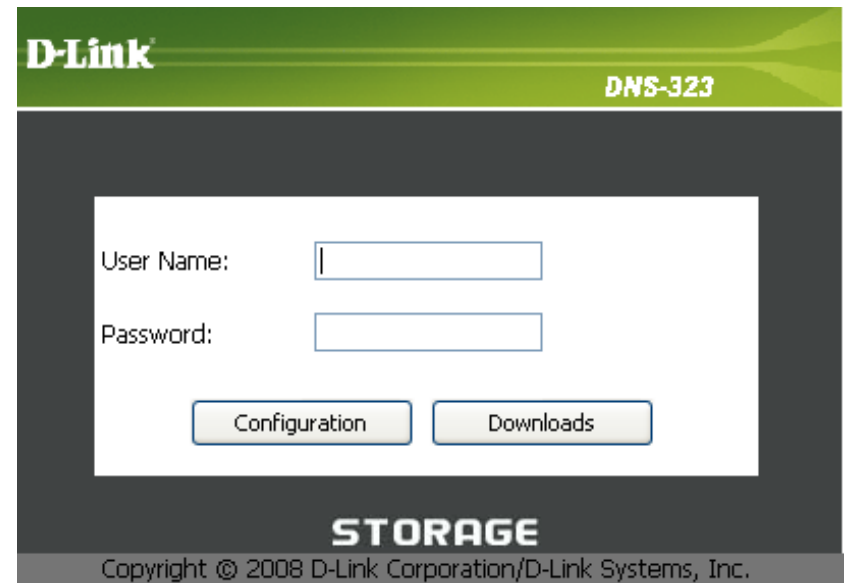 D-Link
DNS-323
User Name:
Password:
Configuration Downloads
STORAGE
Copyright © 2008 D-Link Corporation/D-Link Systems, Inc.